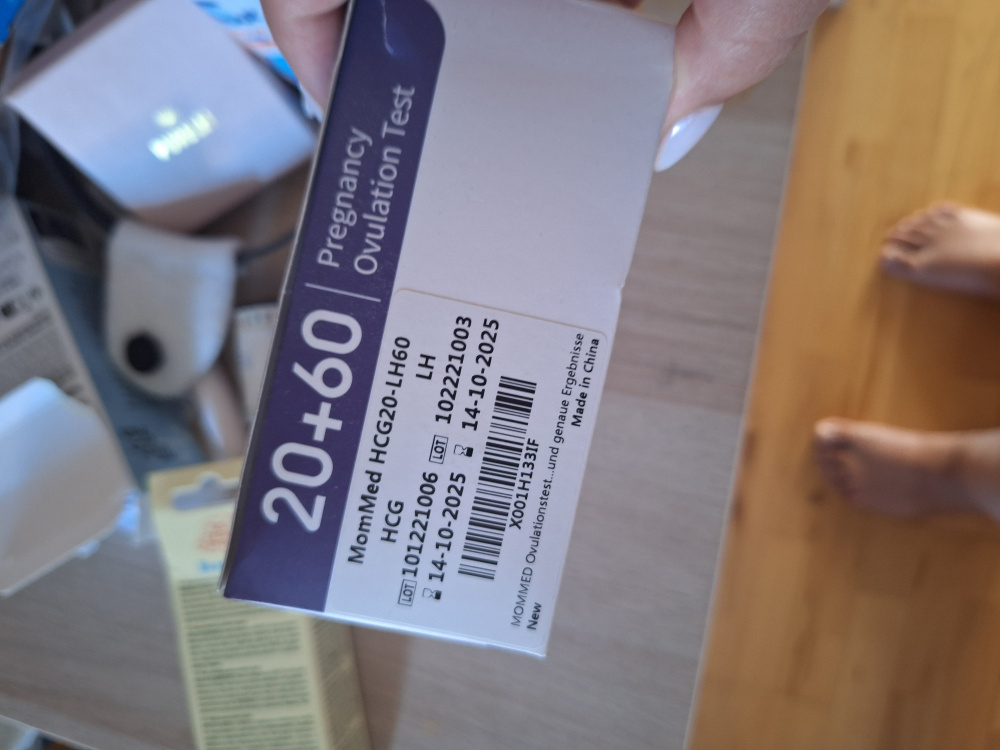 20+60
Pregnancy
Ovulation Test
MomMed HCG20-LH60
HCG LH
LOT 101221006 LOT 102221003
14-10-2025 14-10-2025
X001H133IF
MOMMED Ovulationstest...und genaue Ergebnisse
New Made in China